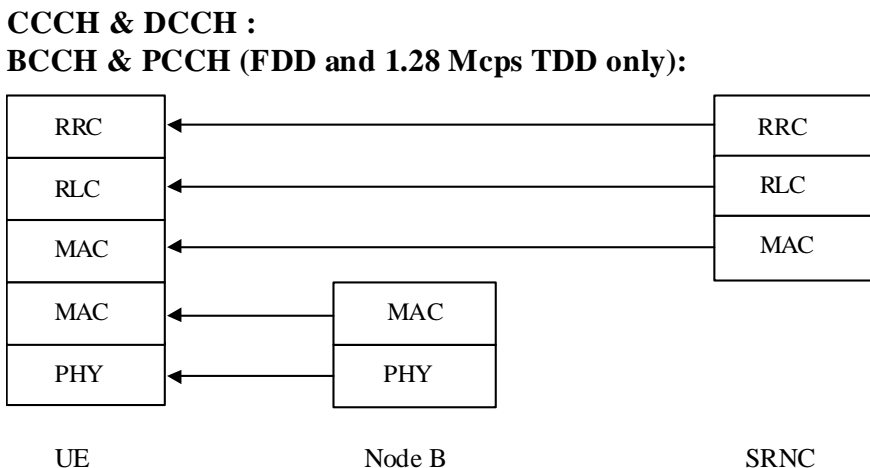 CCCH & DCCH :
BCCH & PCCH (FDD and 1.28 Mcps TDD only):
RRC RRC
RLC RLC
MAC MAC
MAC MAC
PHY PHY
UE Node B SRNC